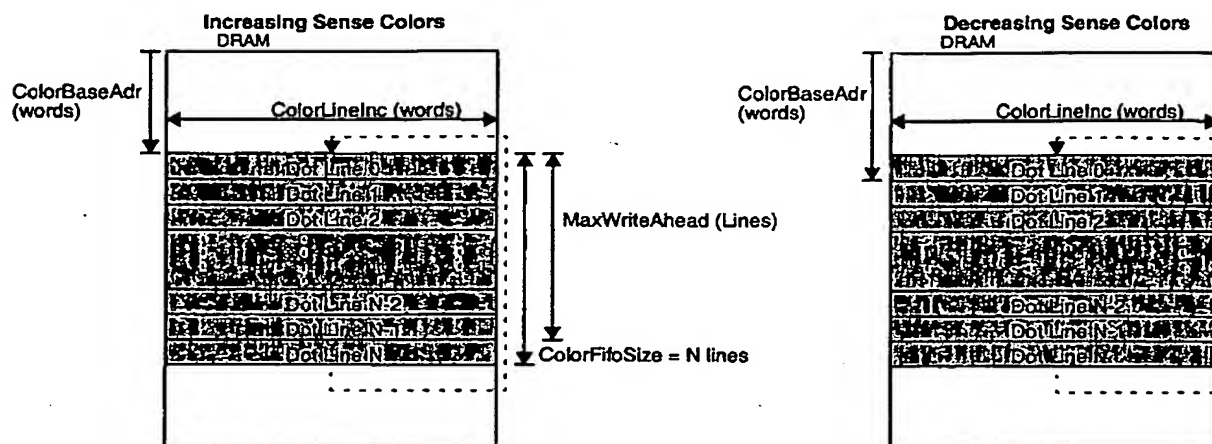 Increasing Sense Colors
DRAM
ColorBaseAdr
(words)
ColorLineInc (words)
Dot Line 0
Dot Line 1
Dot Line 2
Dot Line N-2
Dot Line N-1
Dot Line N
MaxWriteAhead (Lines)
ColorFifoSize = N lines
Decreasing Sense Colors
DRAM
ColorBaseAdr
(words)
ColorLineInc (words)
Dot Line 0
Dot Line 1
Dot Line 2
Dot Line N-2
Dot Line N-1
Dot Line N